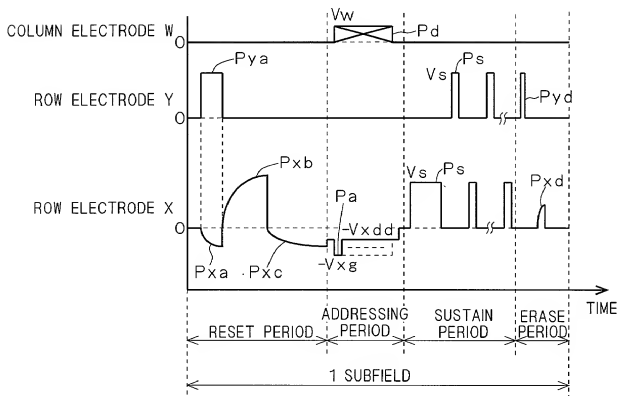 Vw
COLUMN ELECTRODE W
0
Pd
Pya
Vs
Ps
ROW ELECTRODE Y
Pyd
0
Pxb
Vs
Ps
Pxd
ROW ELECTRODE X
Pa
0
-Vxdd
-Vxg
Pxa
Pxc
TIME
RESET PERIOD
ADDRESSING PERIOD
SUSTAIN PERIOD
ERASE PERIOD
1 SUBFIELD